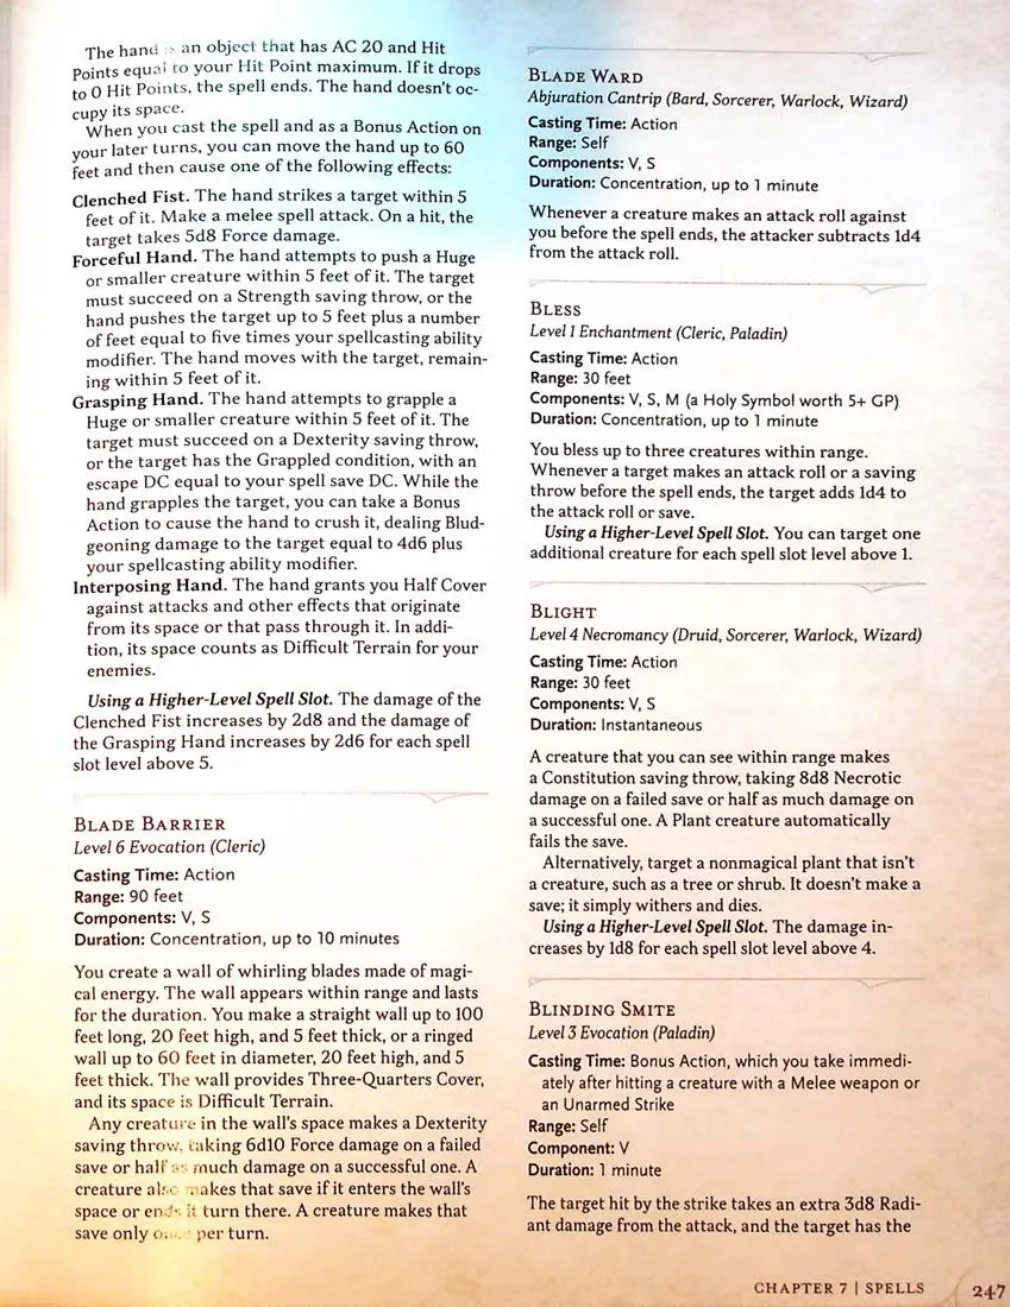 The hand is an object that has AC 20 and Hit
Points equal to your Hit Point maximum. If it drops
to 0 Hit Points, the spell ends. The hand doesn't oc-
cupy its space.
When you cast the spell and as a Bonus Action on
your later turns, you can move the hand up to 60
feet and then cause one of the following effects:
Clenched Fist. The hand strikes a target within 5
feet of it. Make a melee spell attack. On a hit, the
target takes 5d8 Force damage.
Forceful Hand. The hand attempts to push a Huge
or smaller creature within 5 feet of it. The target
must succeed on a Strength saving throw, or the
hand pushes the target up to 5 feet plus a number
of feet equal to five times your spellcasting ability
modifier. The hand moves with the target, remain-
ing within 5 feet of it.
Grasping Hand. The hand attempts to grapple a
Huge or smaller creature within 5 feet of it. The
target must succeed on a Dexterity saving throw,
or the target has the Grappled condition, with an
escape DC equal to your spell save DC. While the
hand grapples the target, you can take a Bonus
Action to cause the hand to crush it, dealing Blud-
geoning damage to the target equal to 4d6 plus
your spellcasting ability modifier.
Interposing Hand. The hand grants you Half Cover
against attacks and other effects that originate
from its space or that pass through it. In addi-
tion, its space counts as Difficult Terrain for your
enemies.
Using a Higher-Level Spell Slot. The damage of the
Clenched Fist increases by 2d8 and the damage of
the Grasping Hand increases by 2d6 for each spell
slot level above 5.
BLADE BARRIER
Level 6 Evocation (Cleric)
Casting Time: Action
Range: 90 feet
Components: V, S
Duration: Concentration, up to 10 minutes
You create a wall of whirling blades made of magi-
cal energy. The wall appears within range and lasts
for the duration. You make a straight wall up to 100
feet long, 20 feet high, and 5 feet thick, or a ringed
wall up to 60 feet in diameter, 20 feet high, and 5
feet thick. The wall provides Three-Quarters Cover,
and its space is Difficult Terrain.
Any creature in the wall's space makes a Dexterity
saving throw, taking 6d10 Force damage on a failed
save or half as much damage on a successful one. A
creature also makes that save if it enters the wall's
space or ends it turn there. A creature makes that
save only once per turn.
BLADE WARD
Abjuration Cantrip (Bard, Sorcerer, Warlock, Wizard)
Casting Time: Action
Range: Self
Components: V, S
Duration: Concentration, up to 1 minute
Whenever a creature makes an attack roll against
you before the spell ends, the attacker subtracts 1d4
from the attack roll.
BLESS
Level 1 Enchantment (Cleric, Paladin)
Casting Time: Action
Range: 30 feet
Components: V, S, M (a Holy Symbol worth 5+ GP)
Duration: Concentration, up to 1 minute
You bless up to three creatures within range.
Whenever a target makes an attack roll or a saving
throw before the spell ends, the target adds 1d4 to
the attack roll or save.
Using a Higher-Level Spell Slot. You can target one
additional creature for each spell slot level above 1.
BLIGHT
Level 4 Necromancy (Druid, Sorcerer, Warlock, Wizard)
Casting Time: Action
Range: 30 feet
Components: V, S
Duration: Instantaneous
A creature that you can see within range makes
a Constitution saving throw, taking 8d8 Necrotic
damage on a failed save or half as much damage on
a successful one. A Plant creature automatically
fails the save.
Alternatively, target a nonmagical plant that isn't
a creature, such as a tree or shrub. It doesn't make a
save; it simply withers and dies.
Using a Higher-Level Spell Slot. The damage in-
creases by 1d8 for each spell slot level above 4.
BLINDING SMITE
Level 3 Evocation (Paladin)
Casting Time: Bonus Action, which you take immedi-
ately after hitting a creature with a Melee weapon or
an Unarmed Strike
Range: Self
Component: V
Duration: 1 minute
The target hit by the strike takes an extra 3d8 Radi-
ant damage from the attack, and the target has the
CHAPTER 7 | SPELLS
247